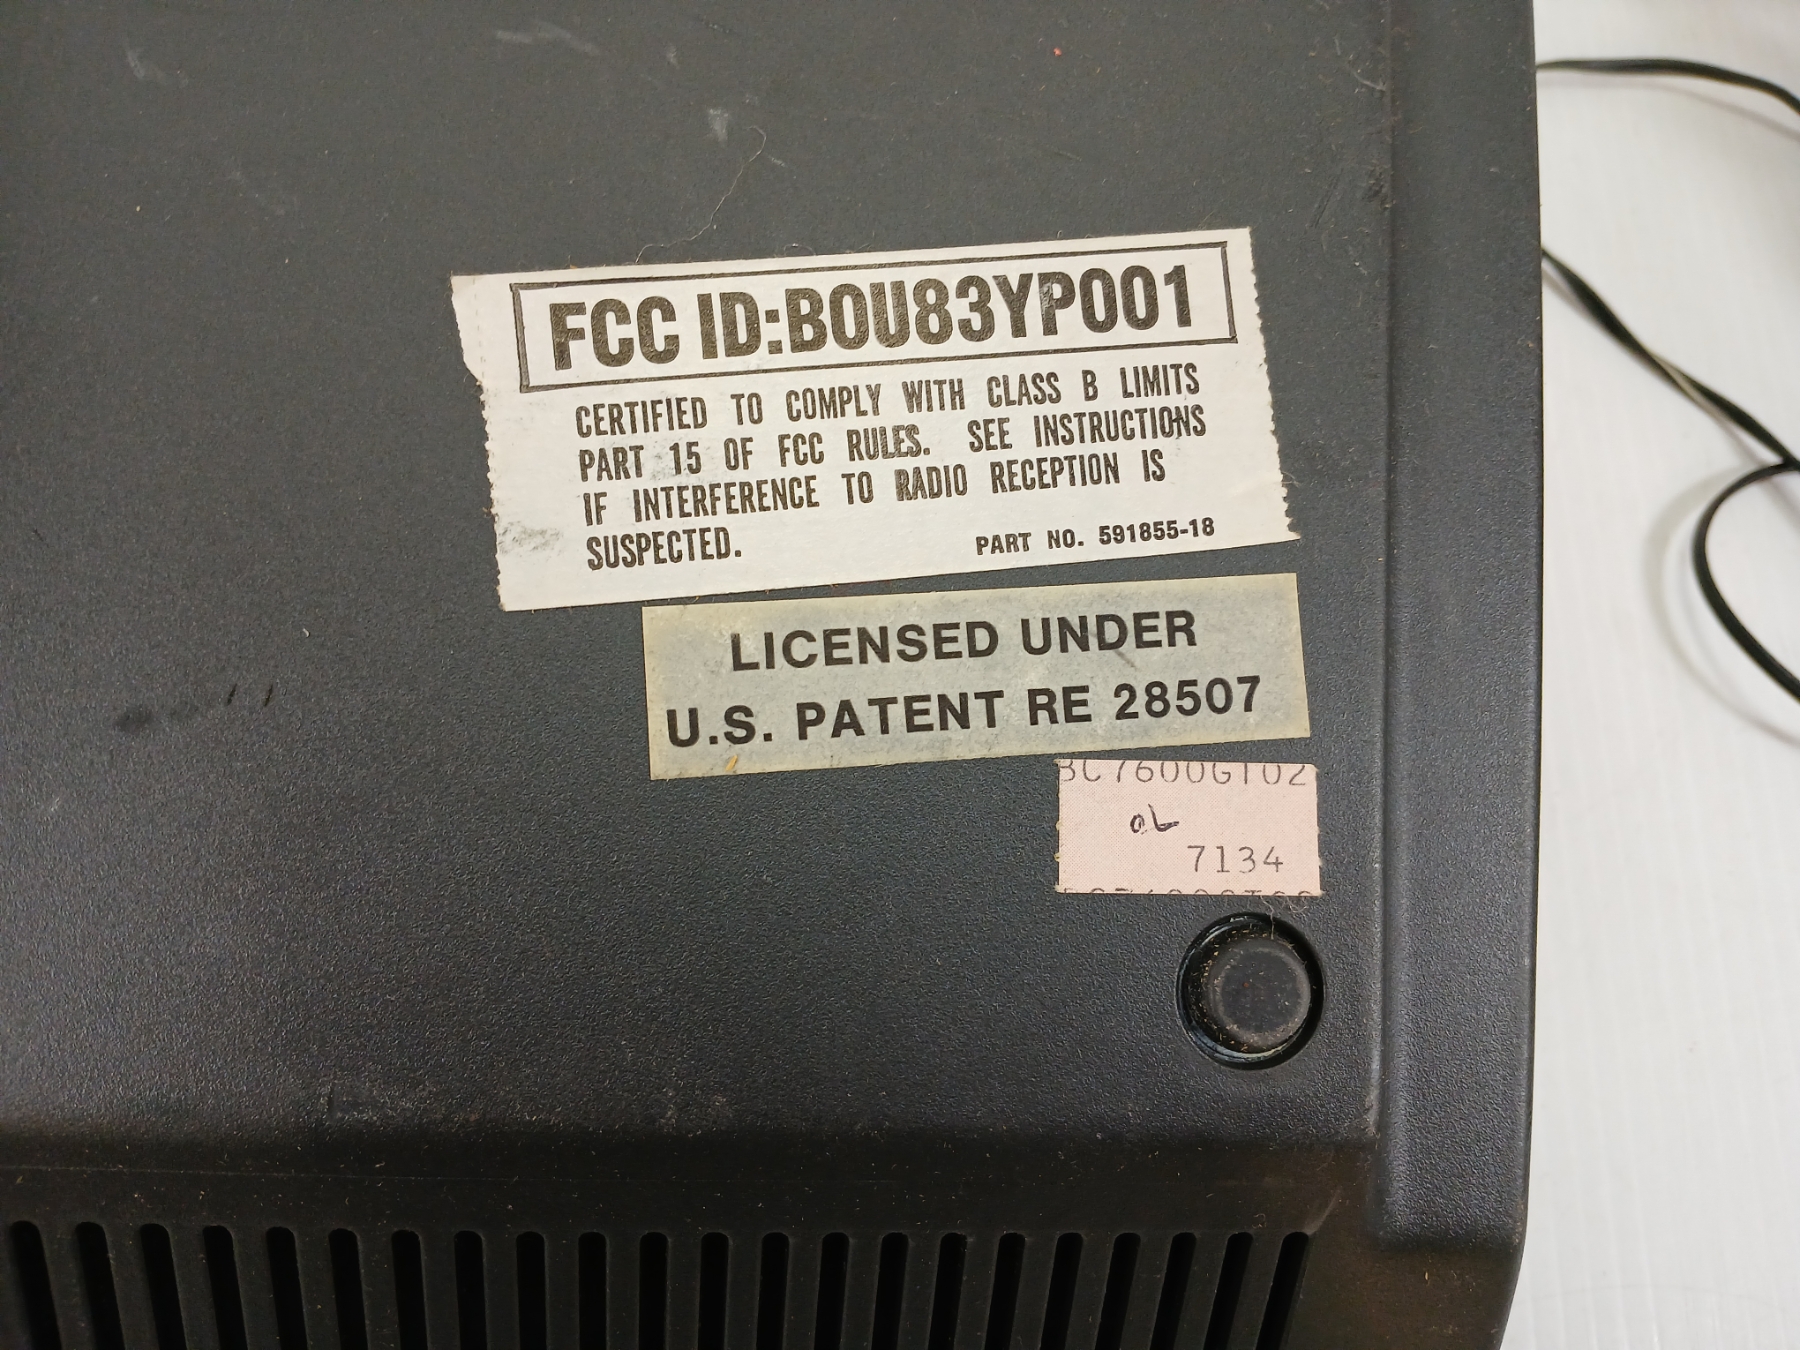 FCC ID:BOU83YP001
CERTIFIED TO COMPLY WITH CLASS B LIMITS
PART 15 OF FCC RULES. SEE INSTRUCTIONS
IF INTERFERENCE TO RADIO RECEPTION IS
SUSPECTED.
PART NO. 591855-18
LICENSED UNDER
U.S. PATENT RE 28507
7134